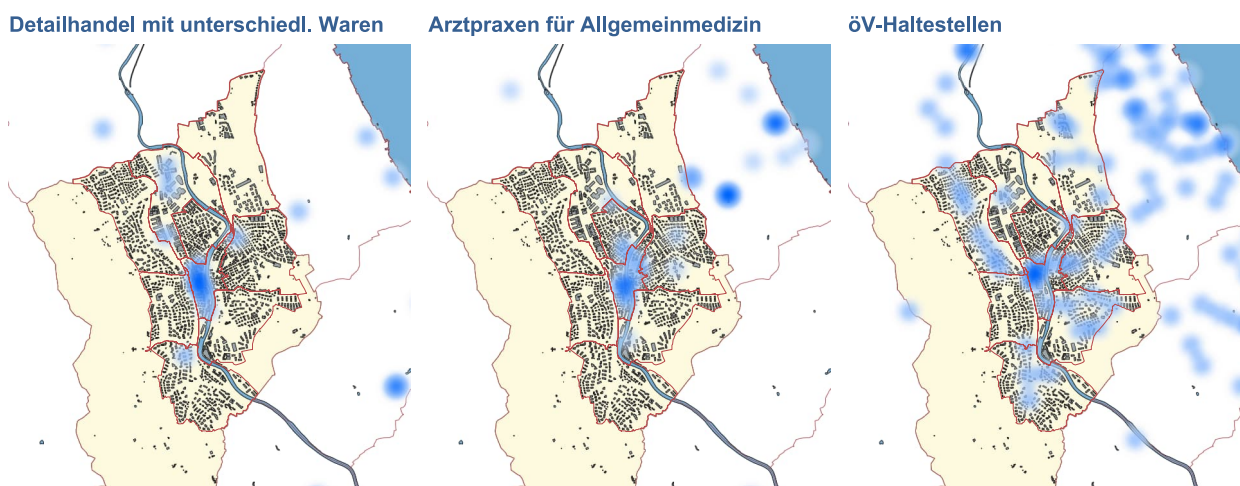 Detailhandel mit unterschiedl. Waren
Arztpraxen für Allgemeinmedizin
öV-Haltestellen